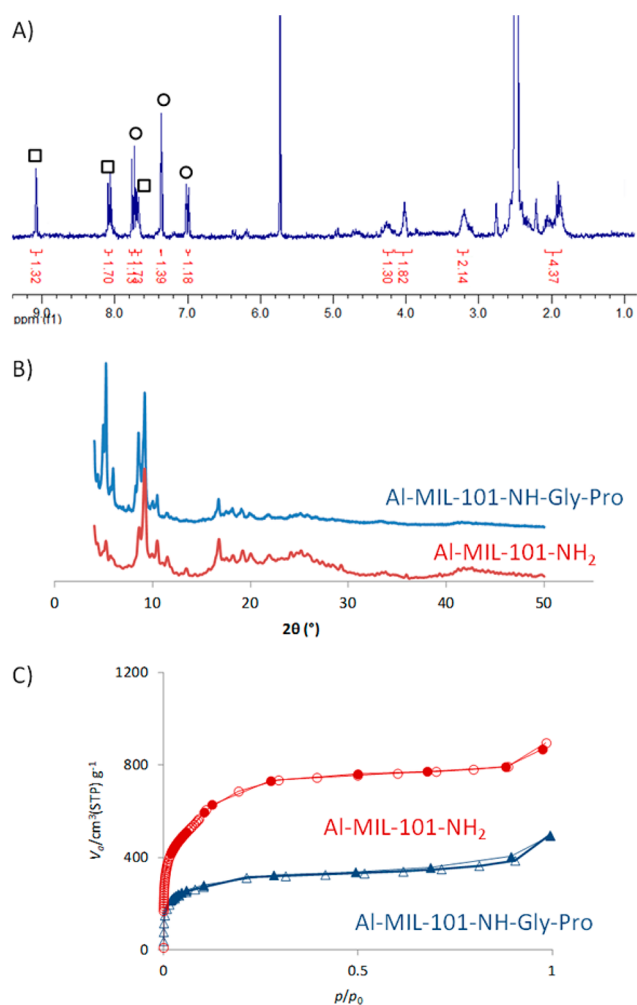 A)
1.32
1.70
1.13
1.73
1.39
1.18
1.30
1.82
2.14
4.37
9.0 8.0 7.0 6.0 5.0 4.0 3.0 2.0 1.0
ppm (f1)
B)
Al-MIL-101-NH-Gly-Pro
Al-MIL-101-NH2
0 10 20 30 40 50
2θ (°)
C)
1200
800
400
0
Va/cm3(STP) g-1
Al-MIL-101-NH2
Al-MIL-101-NH-Gly-Pro
0 0.5 1
p/p0